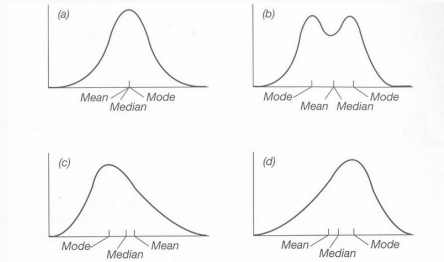 (a)
Mean Mode
Median
(b)
Mode Mode
Mean Median
(c)
Mode Mean
Median
(d)
Mean Mode
Median